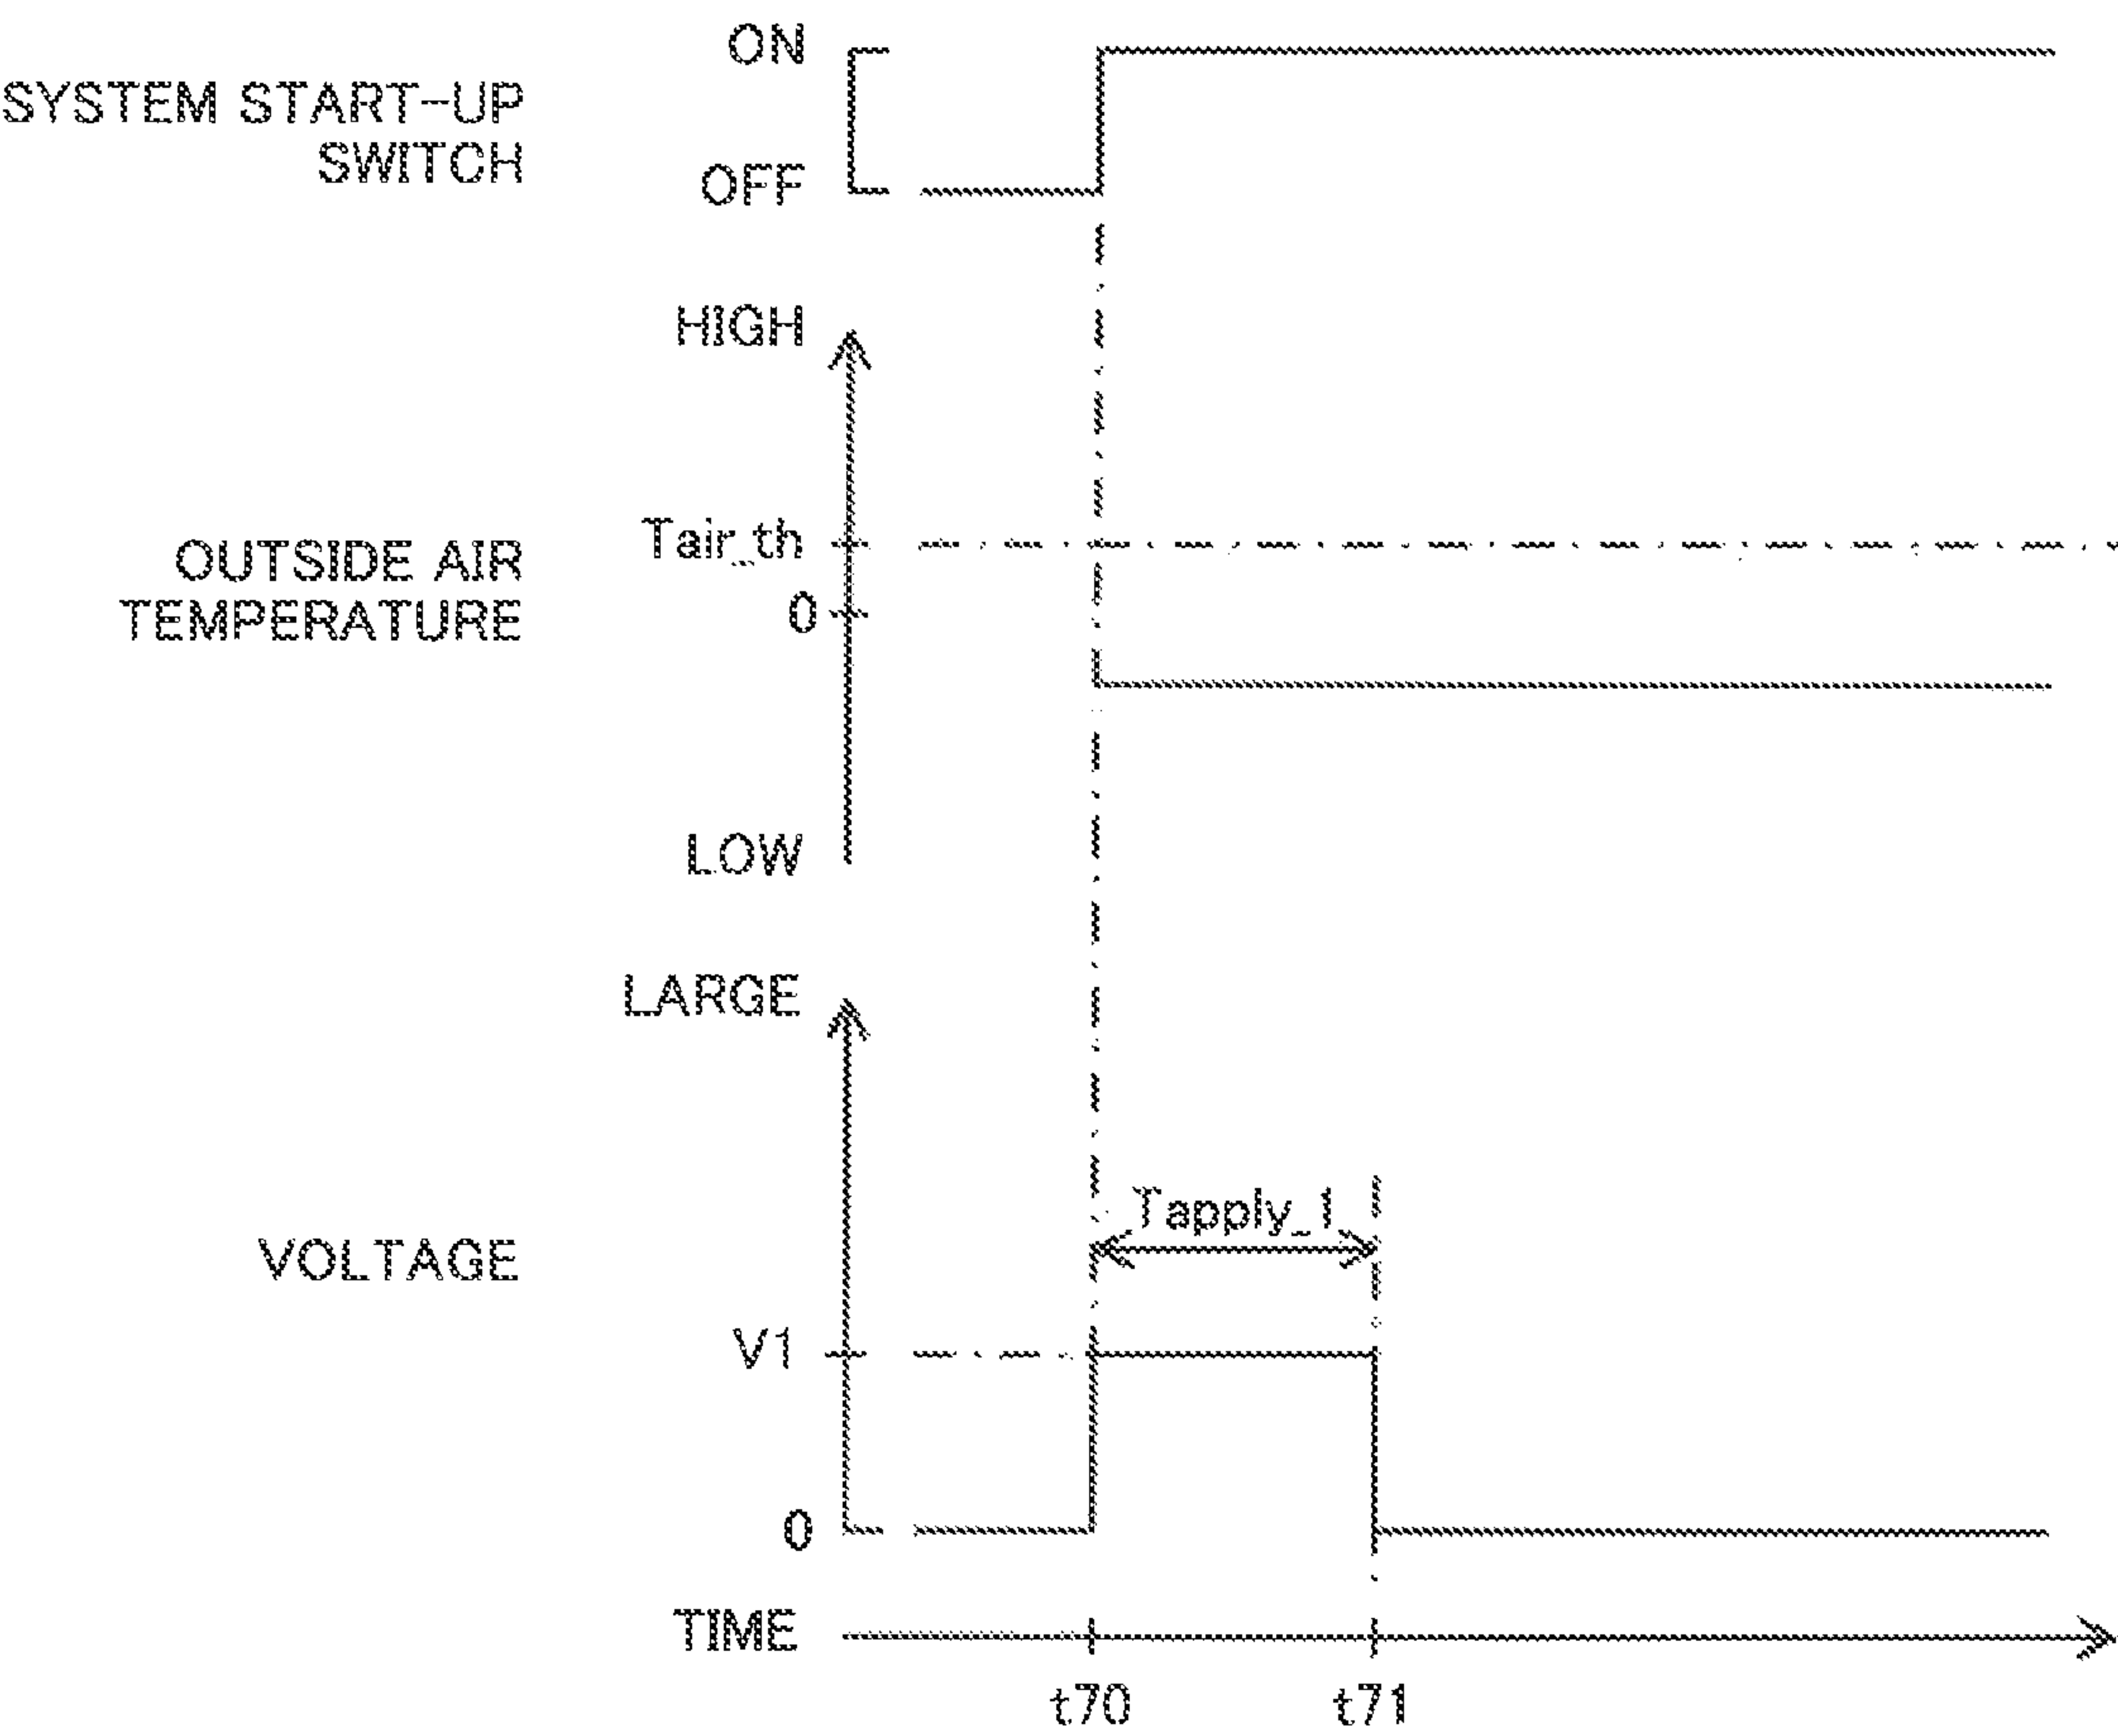 ON
SYSTEM START-UP
SWITCH
OFF
HIGH
Tair_th
OUTSIDE AIR
TEMPERATURE
0
LOW
LARGE
Tapply_1
VOLTAGE
V1
0
TIME
t70 t71